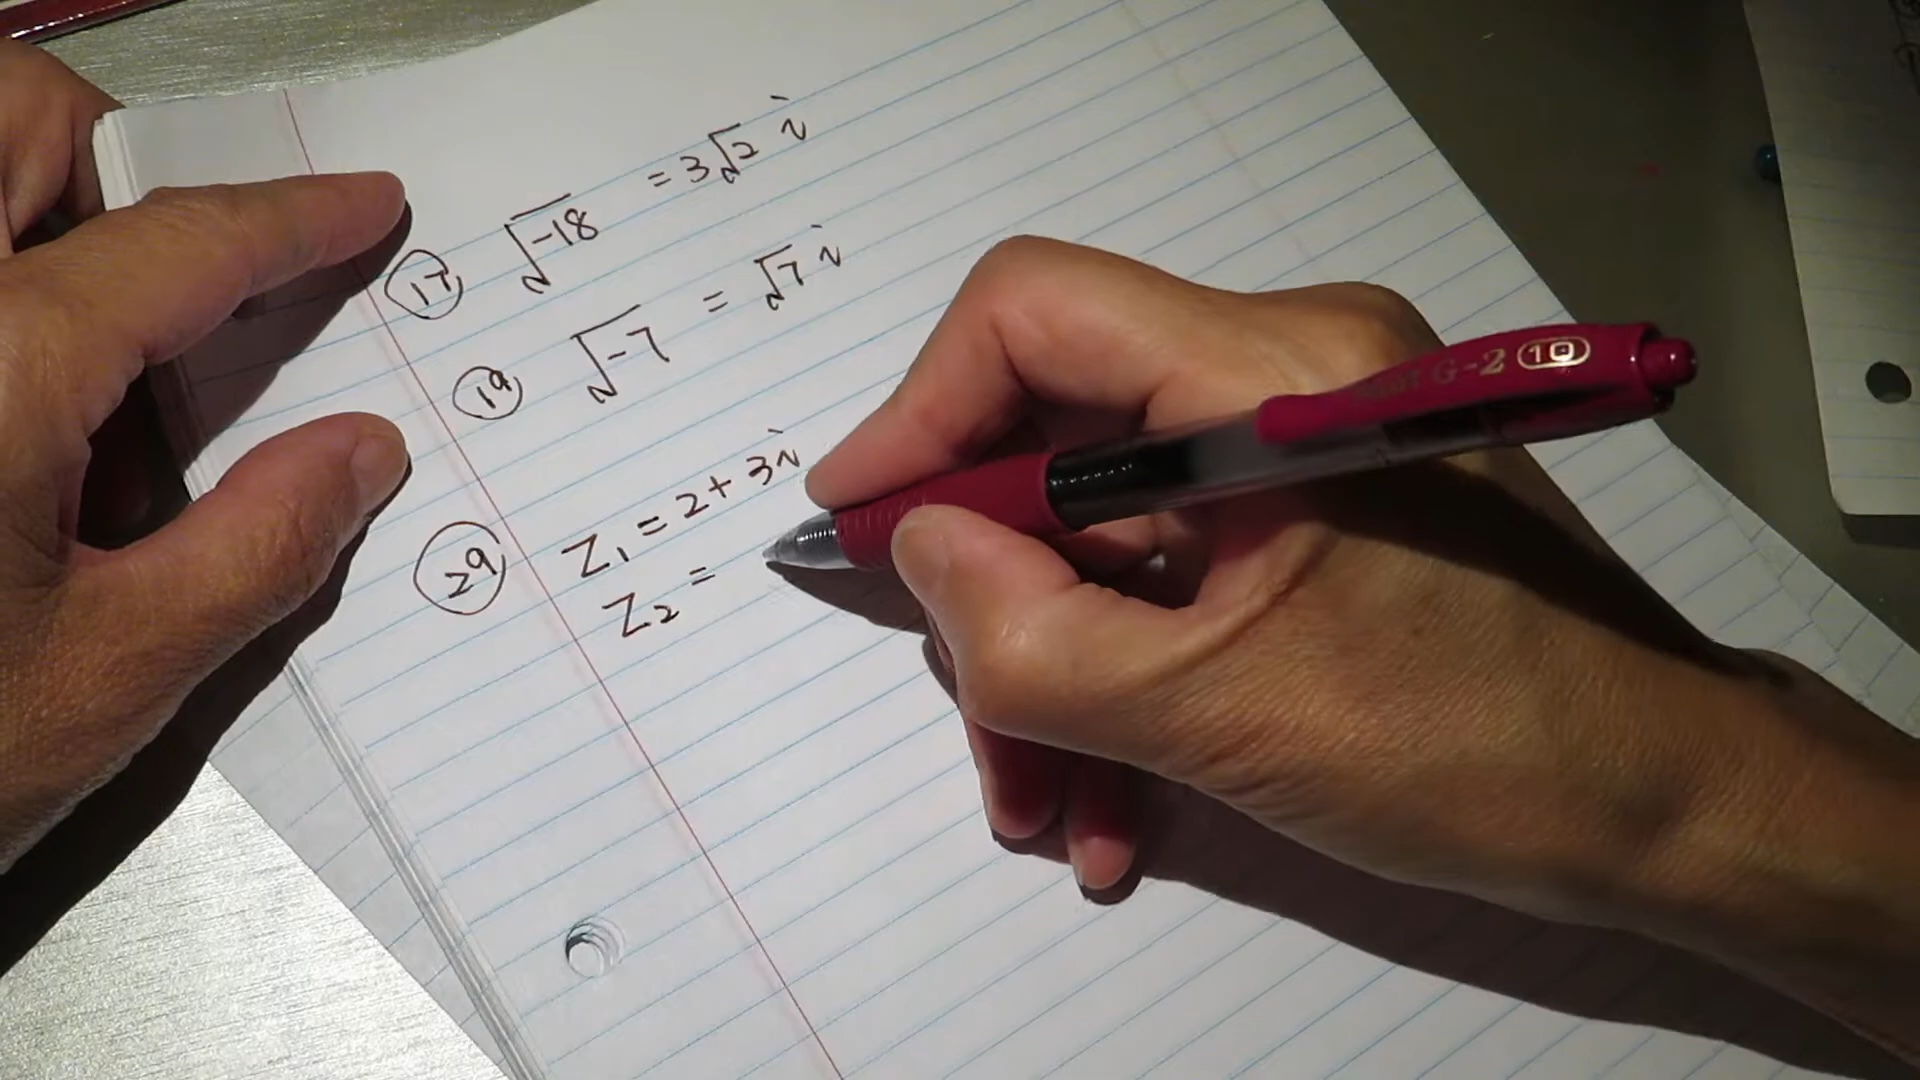 ⑰ √-18 = 3√2 i
⑲ √-7 = √7 i
㉙ Z₁ = 2 + 3i
Z₂ =
G-2 10